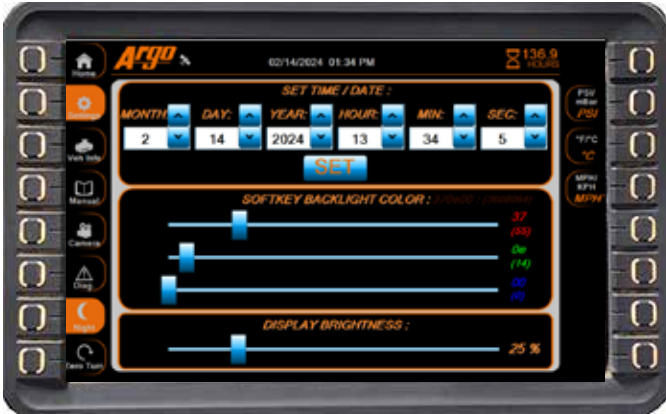 Argo
02/14/2024 01:34 PM
136.9
HOURS
Home
Settings
Veh Info
Manual
Camera
Diag
Night
Zero Turn
SET TIME / DATE :
MONTH: DAY: YEAR: HOUR: MIN: SEC:
2 14 2024 13 34 5
SET
SOFTKEY BACKLIGHT COLOR :
37
(55)
0e
(14)
00
(0)
DISPLAY BRIGHTNESS :
25 %
PSI/
mBar
PSI
°F/°C
°C
MPH/
KPH
MPH